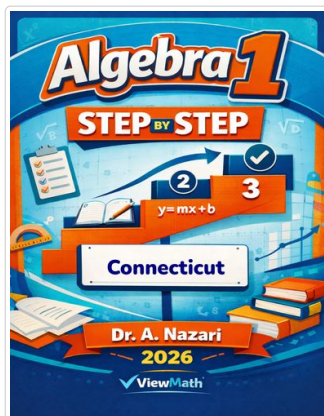 Algebra 1
STEP BY STEP
2
3
y=mx+b
Connecticut
Dr. A. Nazari
2026
ViewMath